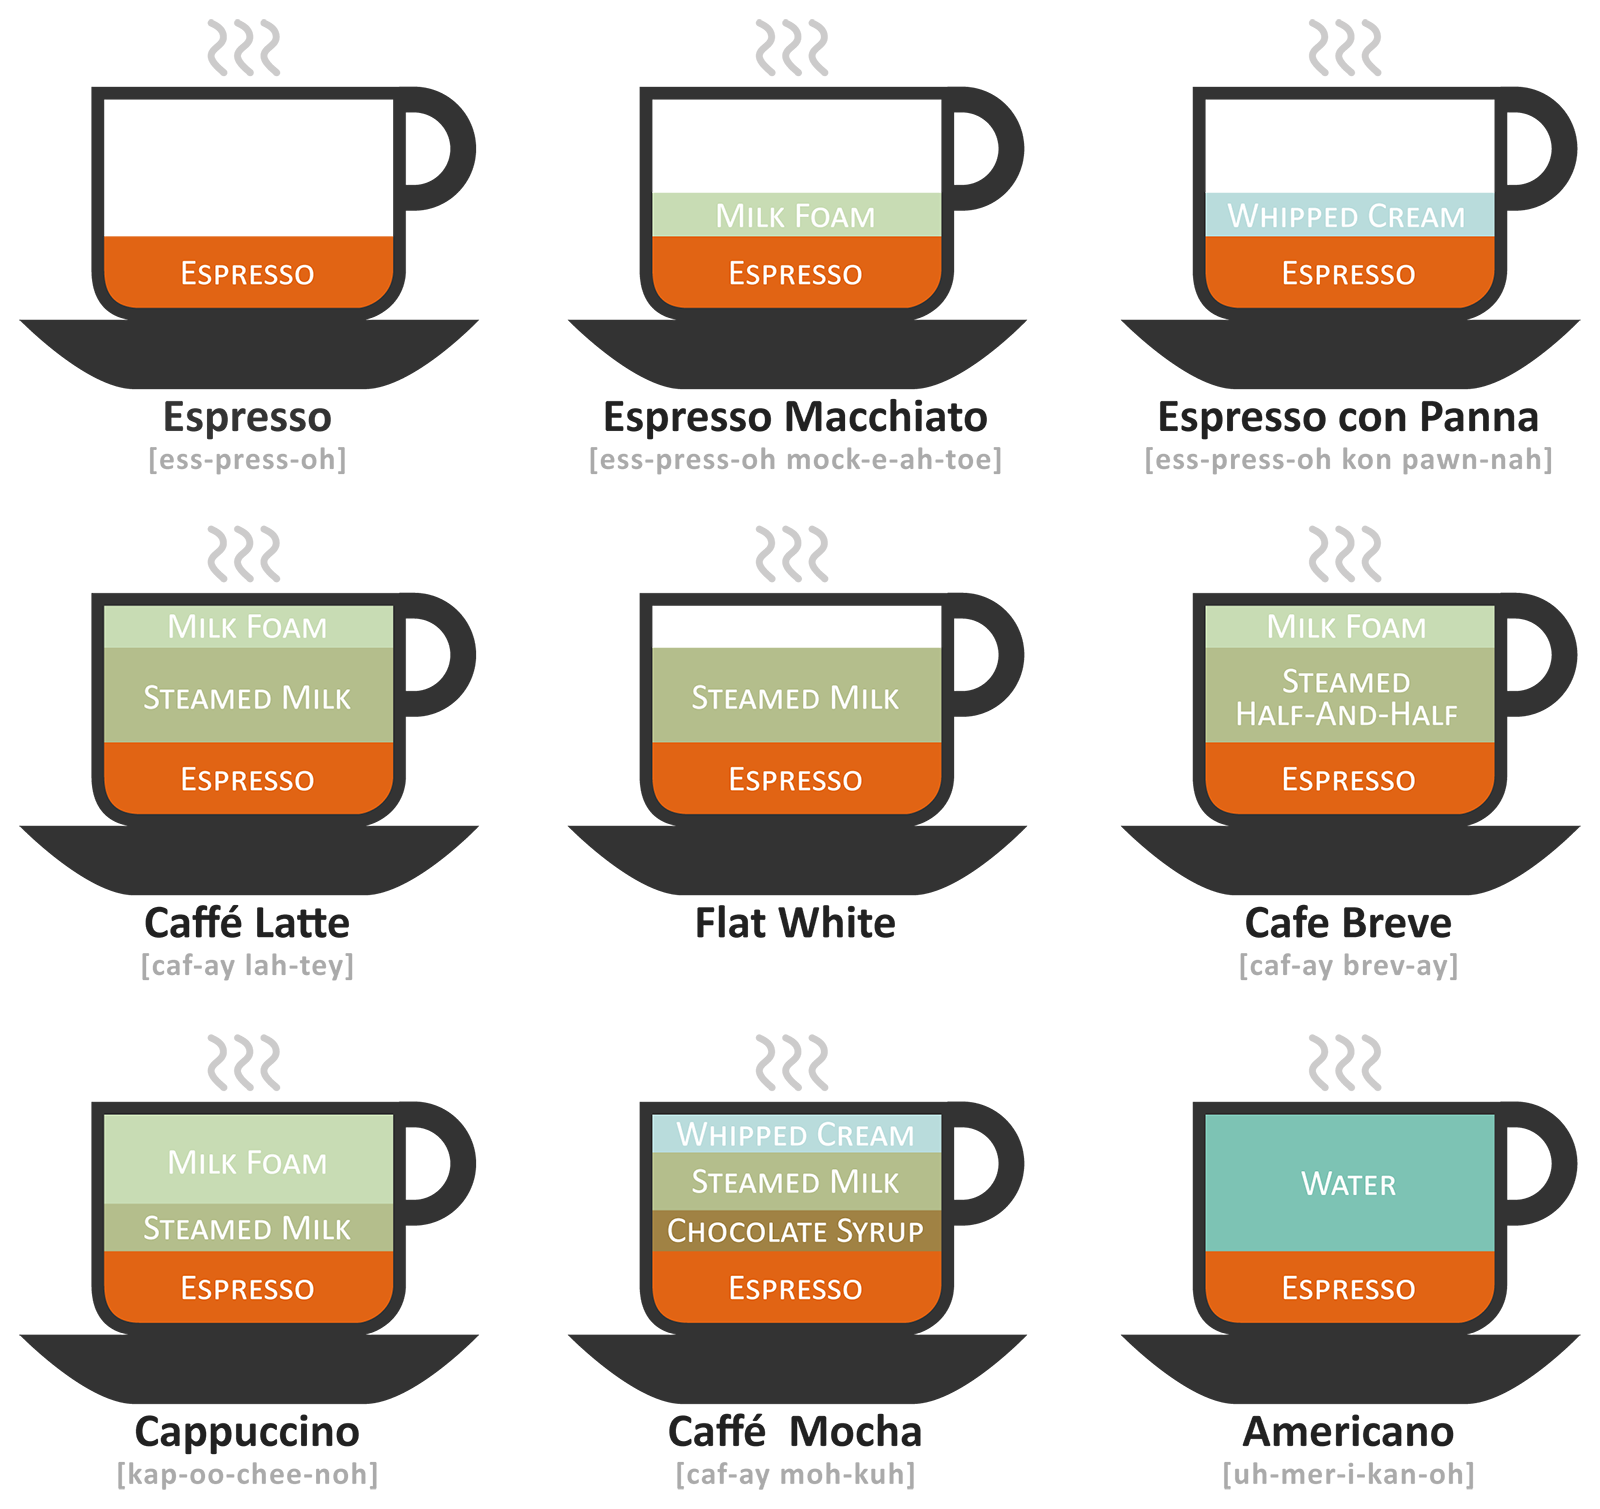 Espresso
Espresso
[ess-press-oh]
Milk Foam
Espresso
Espresso Macchiato
[ess-press-oh mock-e-ah-toe]
Whipped Cream
Espresso
Espresso con Panna
[ess-press-oh kon pawn-nah]
Milk Foam
Steamed Milk
Espresso
Caffé Latte
[caf-ay lah-tey]
Steamed Milk
Espresso
Flat White
Milk Foam
Steamed
Half-And-Half
Espresso
Cafe Breve
[caf-ay brev-ay]
Milk Foam
Steamed Milk
Espresso
Cappuccino
[kap-oo-chee-noh]
Whipped Cream
Steamed Milk
Chocolate Syrup
Espresso
Caffé Mocha
[caf-ay moh-kuh]
Water
Espresso
Americano
[uh-mer-i-kan-oh]